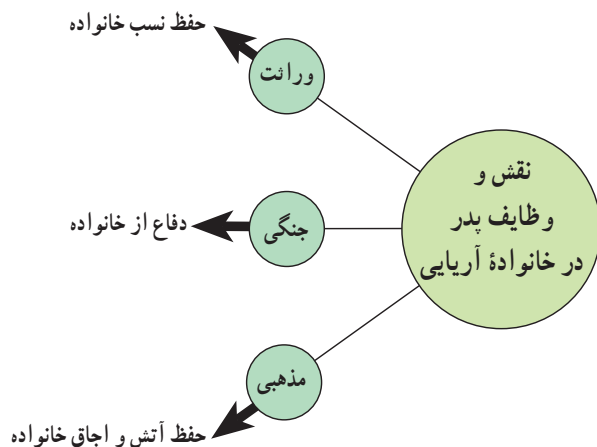 نقش و
وظایف پدر
در خانوادهٔ آریایی
وراثت
حفظ نسب خانواده
جنگی
دفاع از خانواده
مذهبی
حفظ آتش و اجاق خانواده